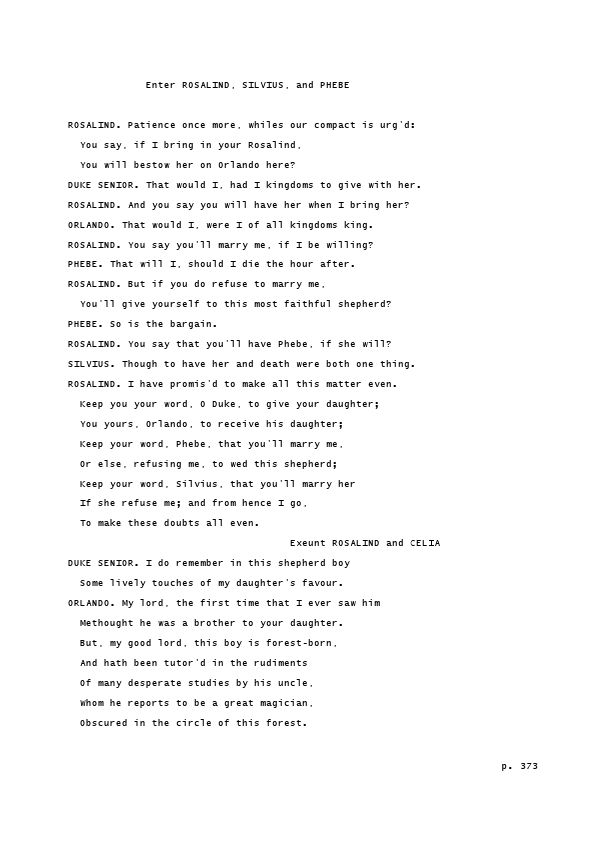 Enter ROSALIND, SILVIUS, and PHEBE
ROSALIND. Patience once more, whiles our compact is urg'd:
You say, if I bring in your Rosalind,
You will bestow her on Orlando here?
DUKE SENIOR. That would I, had I kingdoms to give with her.
ROSALIND. And you say you will have her when I bring her?
ORLANDO. That would I, were I of all kingdoms king.
ROSALIND. You say you'll marry me, if I be willing?
PHEBE. That will I, should I die the hour after.
ROSALIND. But if you do refuse to marry me,
You'll give yourself to this most faithful shepherd?
PHEBE. So is the bargain.
ROSALIND. You say that you'll have Phebe, if she will?
SILVIUS. Though to have her and death were both one thing.
ROSALIND. I have promis'd to make all this matter even.
Keep you your word, O Duke, to give your daughter;
You yours, Orlando, to receive his daughter;
Keep your word, Phebe, that you'll marry me,
Or else, refusing me, to wed this shepherd;
Keep your word, Silvius, that you'll marry her
If she refuse me; and from hence I go,
To make these doubts all even.
Exeunt ROSALIND and CELIA
DUKE SENIOR. I do remember in this shepherd boy
Some lively touches of my daughter's favour.
ORLANDO. My lord, the first time that I ever saw him
Methought he was a brother to your daughter.
But, my good lord, this boy is forest-born,
And hath been tutor'd in the rudiments
Of many desperate studies by his uncle,
Whom he reports to be a great magician,
Obscured in the circle of this forest.
p. 373